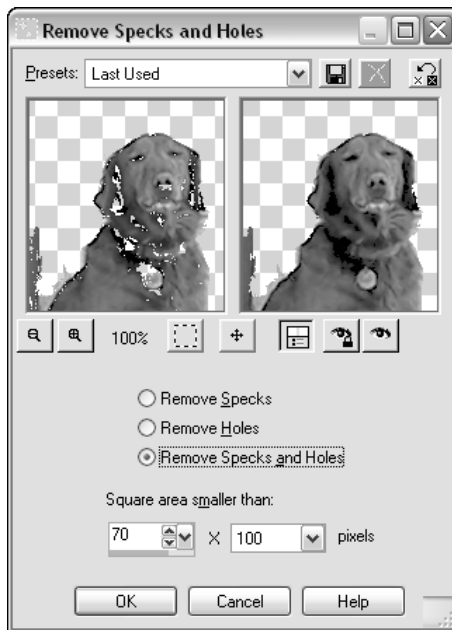 Remove Specks and Holes
Presets: Last Used
100%
Remove Specks
Remove Holes
Remove Specks and Holes
Square area smaller than:
70 X 100 pixels
OK Cancel Help